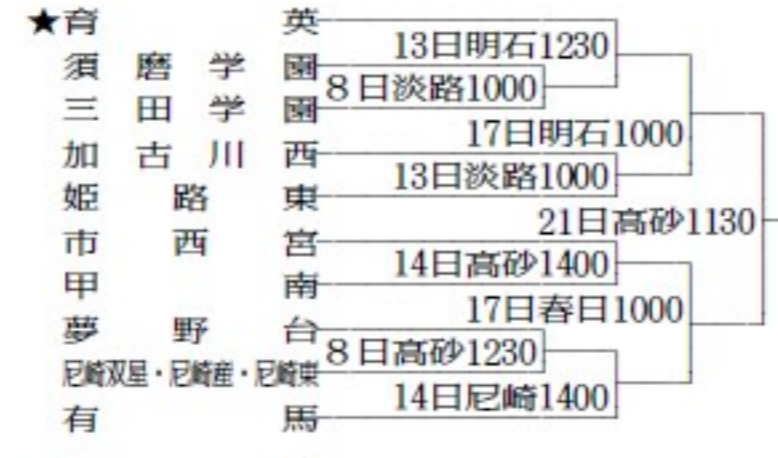 ★育英
13日明石1230
須磨学園
8日淡路1000
三田学園
17日明石1000
加古川西
13日淡路1000
姫路東
21日高砂1130
市西宮
14日高砂1400
甲南
17日春日1000
夢野台
8日高砂1230
尼崎双星・尼崎産・尼崎東
14日尼崎1400
有馬